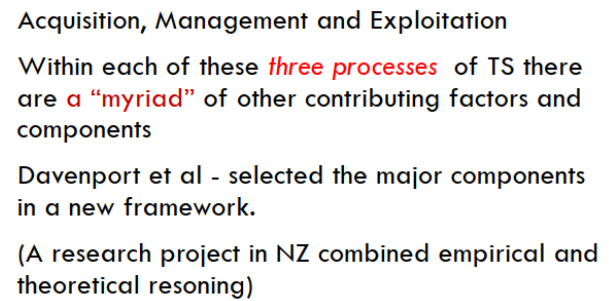 Acquisition, Management and Exploitation
Within each of these three processes of TS there
are a “myriad” of other contributing factors and
components
Davenport et al - selected the major components
in a new framework.
(A research project in NZ combined empirical and
theoretical resoning)